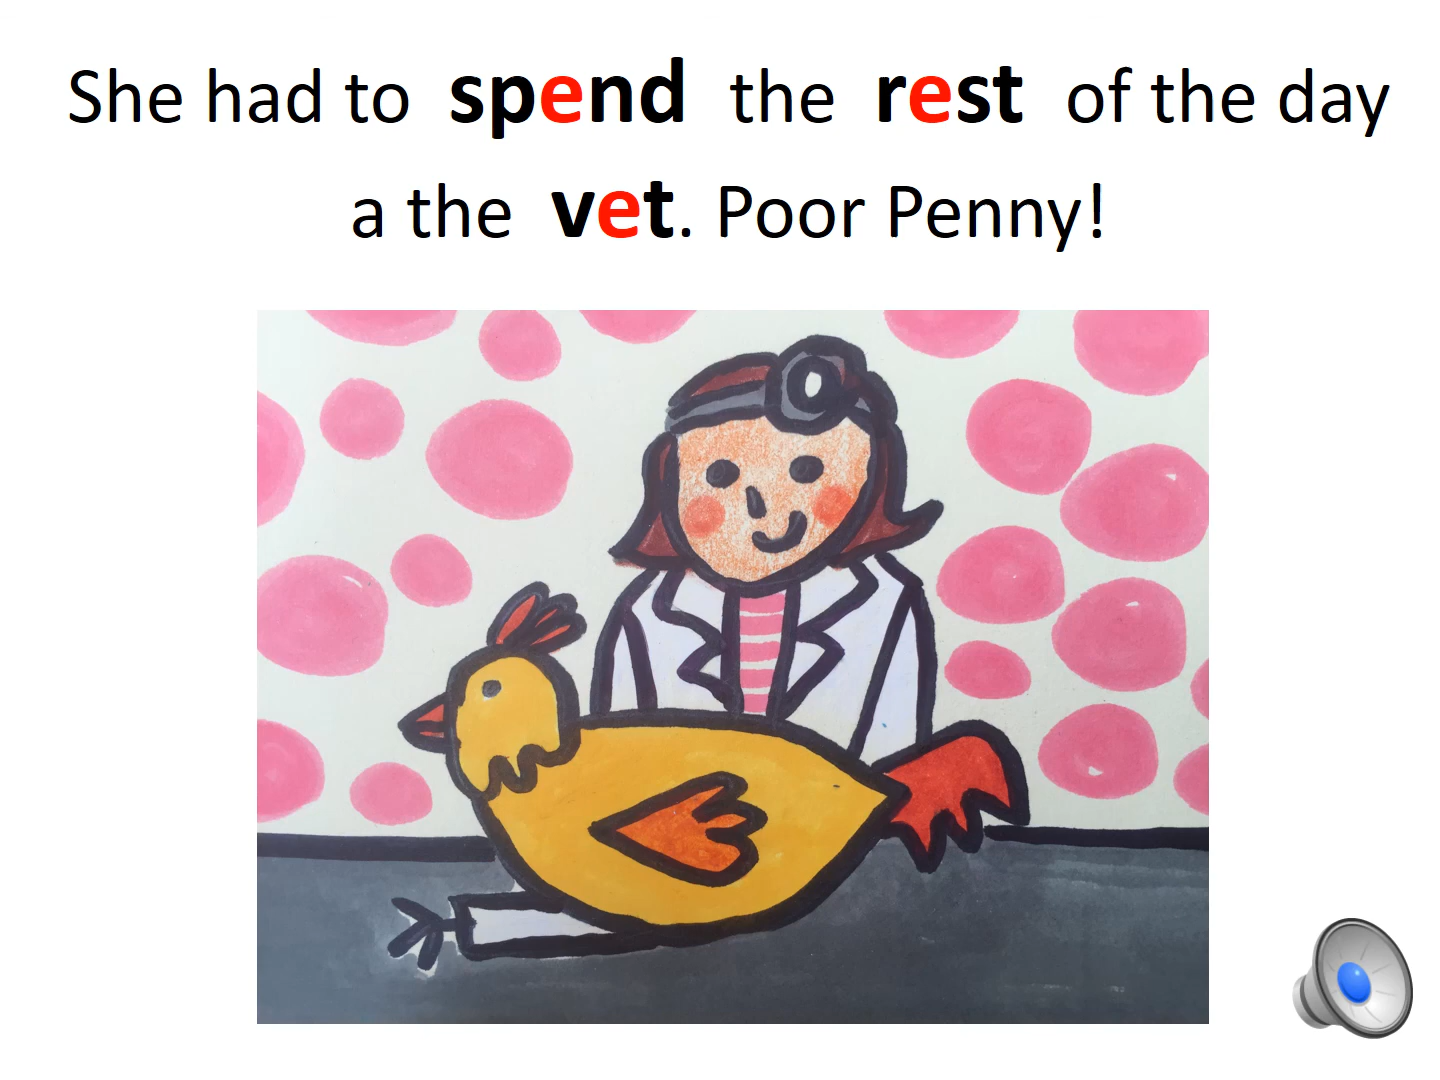 She had to spend the rest of the day
a the vet. Poor Penny!